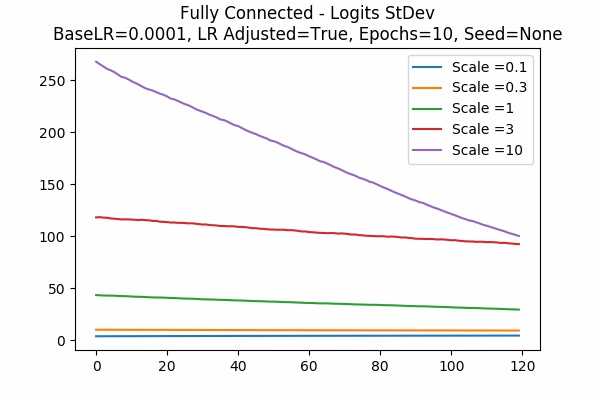 Fully Connected - Logits StDev
BaseLR=0.0001, LR Adjusted=True, Epochs=10, Seed=None
250
200
150
100
50
0
0
20
40
60
80
100
120
Scale =0.1
Scale =0.3
Scale =1
Scale =3
Scale =10